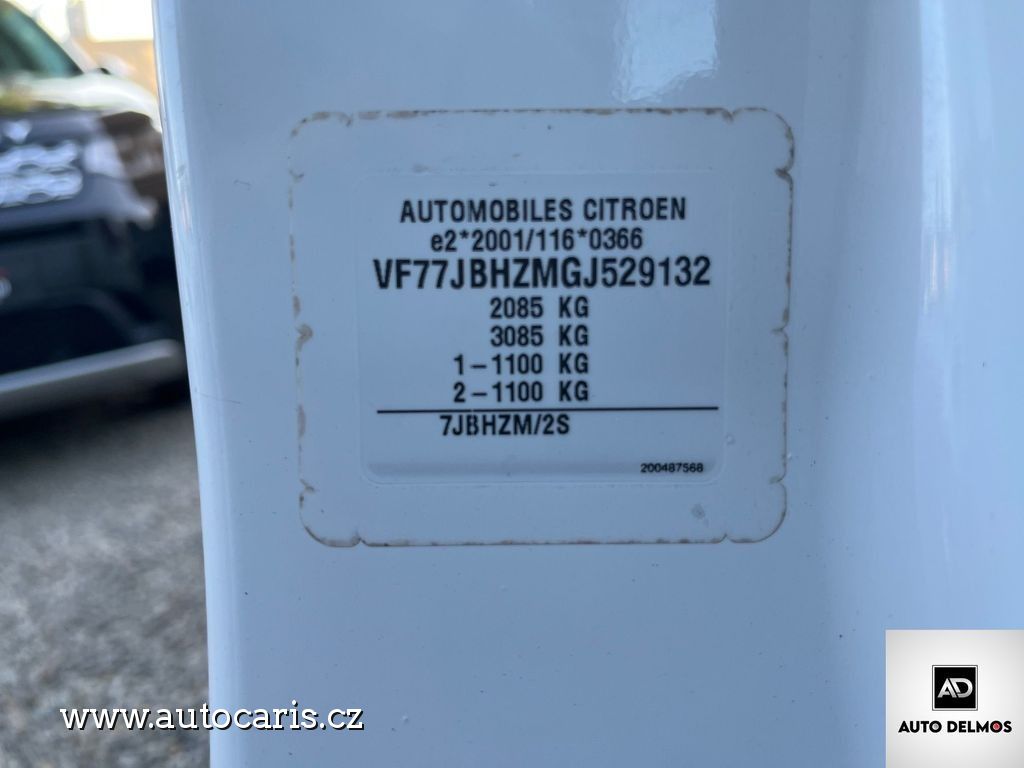 AUTOMOBILES CITROEN
e2*2001/116*0366
VF77JBHZMGJ529132
2085 KG
3085 KG
1-1100 KG
2-1100 KG
7JBHZM/2S
200487568
www.autocaris.cz
AD
AUTO DELMOS